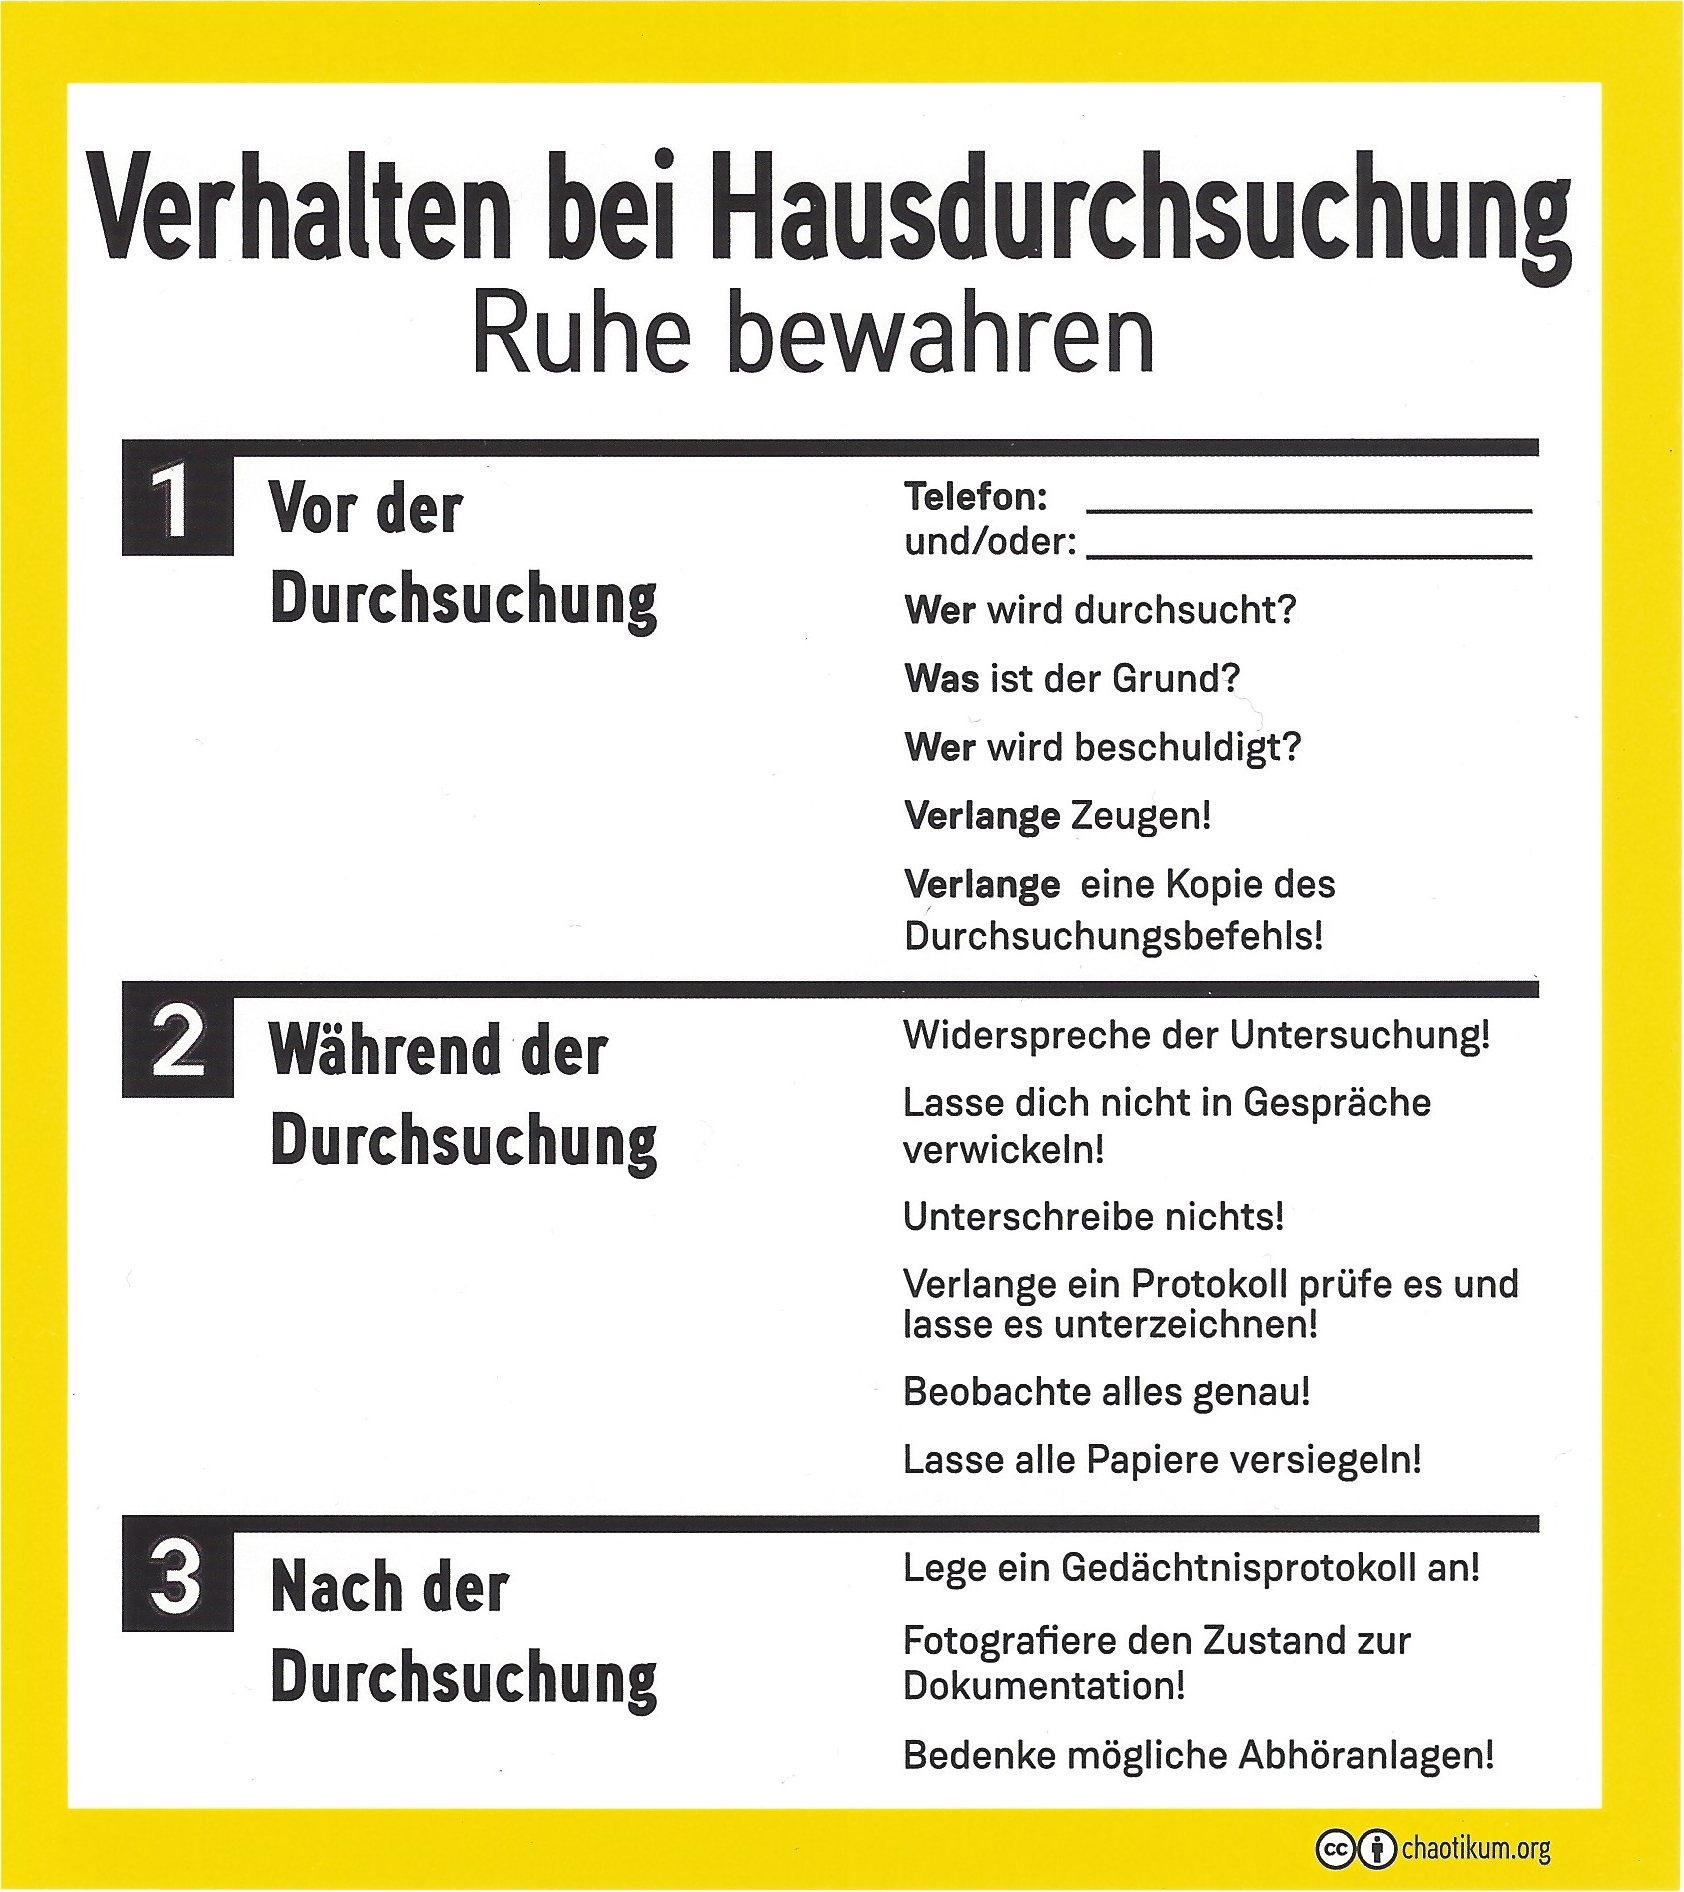 Verhalten bei Hausdurchsuchung
Ruhe bewahren
1
Vor der
Durchsuchung
Telefon:
und/oder:
Wer wird durchsucht?
Was ist der Grund?
Wer wird beschuldigt?
Verlange Zeugen!
Verlange eine Kopie des
Durchsuchungsbefehls!
2
Während der
Durchsuchung
Widerspreche der Untersuchung!
Lasse dich nicht in Gespräche
verwickeln!
Unterschreibe nichts!
Verlange ein Protokoll prüfe es und
lasse es unterzeichnen!
Beobachte alles genau!
Lasse alle Papiere versiegeln!
3
Nach der
Durchsuchung
Lege ein Gedächtnisprotokoll an!
Fotografiere den Zustand zur
Dokumentation!
Bedenke mögliche Abhöranlagen!
cc chaotikum.org